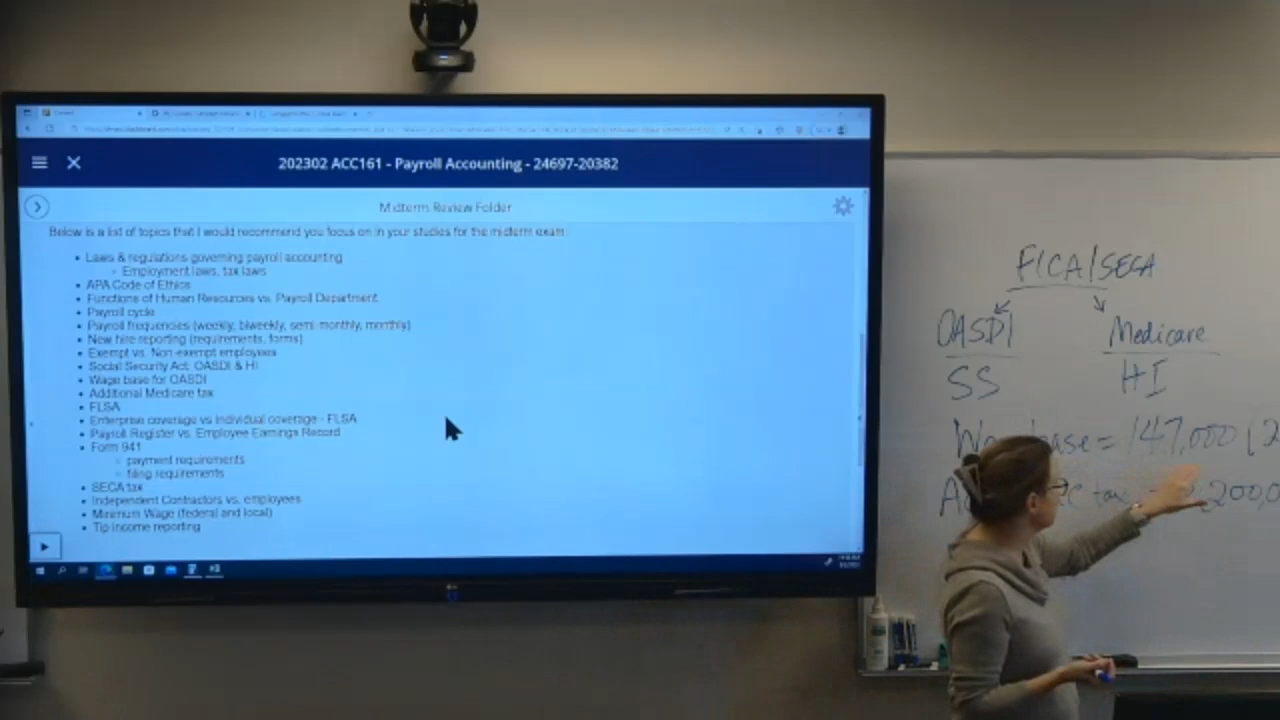 202302 ACC161 - Payroll Accounting - 24697-20382
Midterm Review Folder
Below is a list of topics that I would recommend you focus on in your studies for the midterm exam:
Laws & regulations governing payroll accounting
Employment laws, tax laws
APA Code of Ethics
Functions of Human Resources vs. Payroll Department
Payroll cycle
Payroll frequencies (weekly, biweekly, semi-monthly, monthly)
New hire reporting (requirements, forms)
Exempt vs. Non-exempt employees
Social Security Act: OASDI & HI
Wage base for OASDI
Additional Medicare tax
FLSA
Enterprise coverage vs Individual coverage - FLSA
Payroll Register vs. Employee Earnings Record
Form 941
payment requirements
filing requirements
SECA tax
Independent Contractors vs. employees
Minimum Wage (federal and local)
Tip income reporting
FICA/SECA
OASDI Medicare
SS HI
base = 147,000 (2
tax 200,0